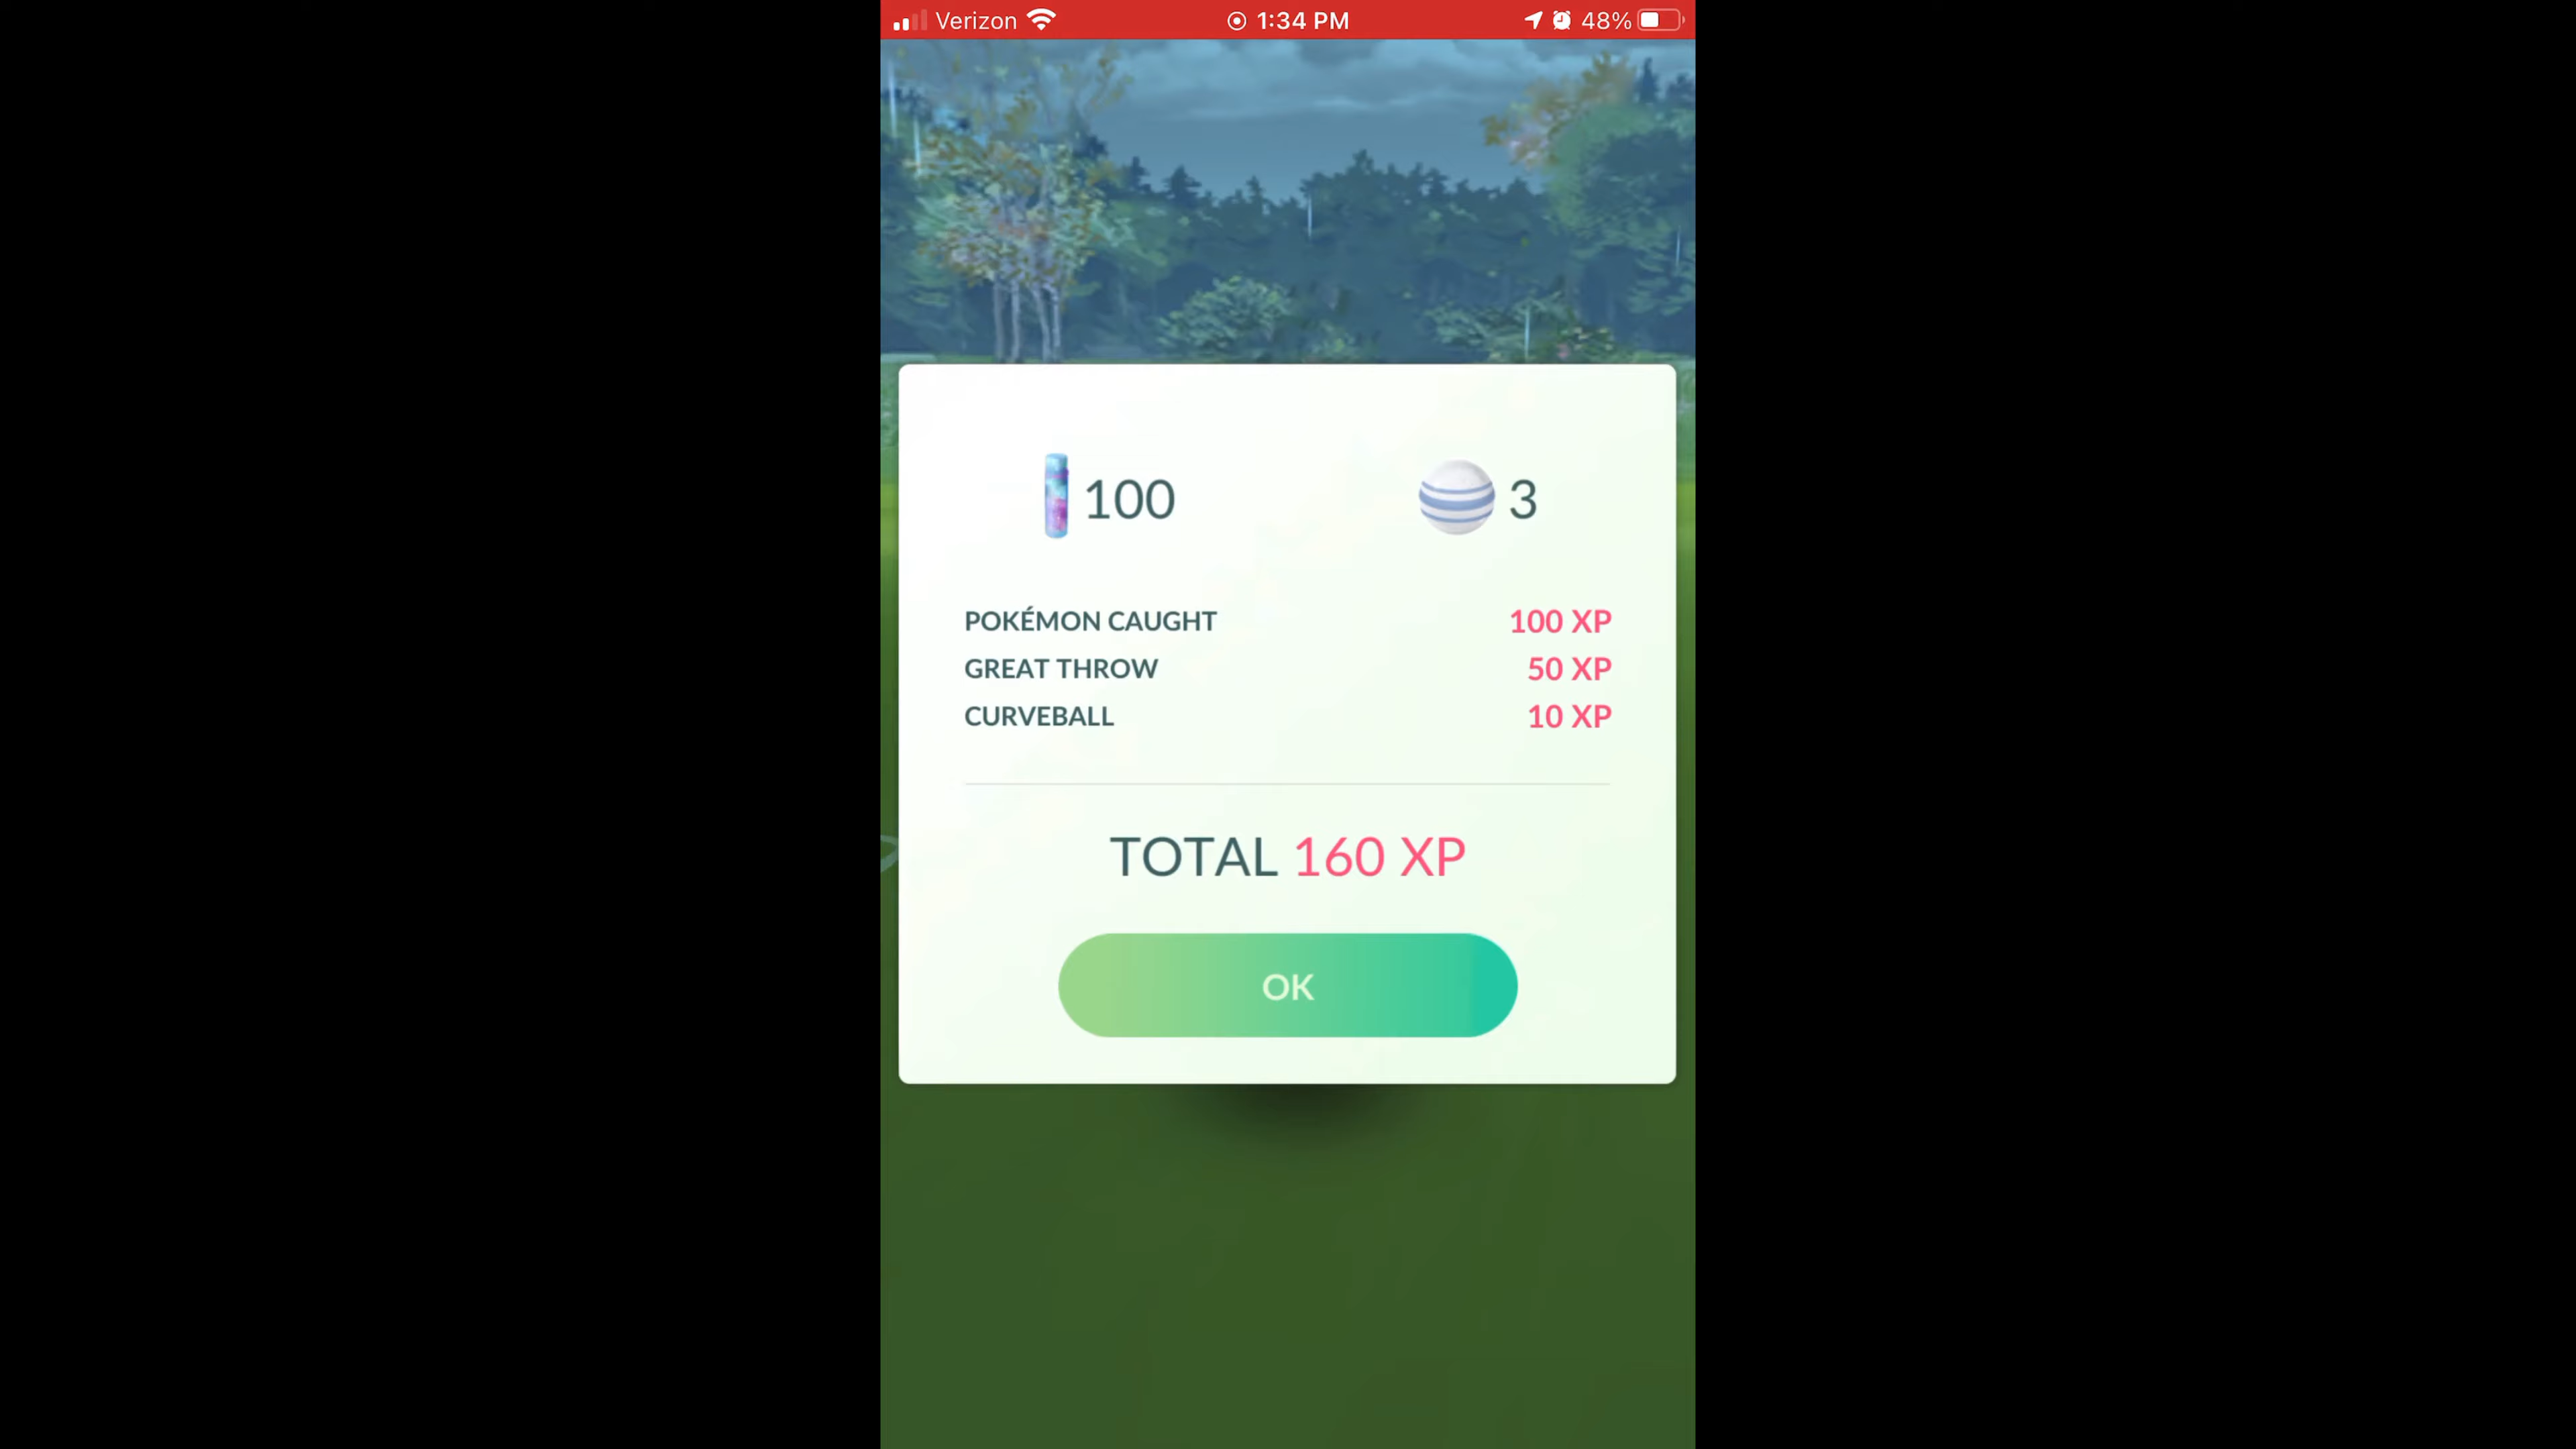 Verizon 1:34 PM 48%
100 3
POKÉMON CAUGHT 100 XP
GREAT THROW 50 XP
CURVEBALL 10 XP
TOTAL 160 XP
OK